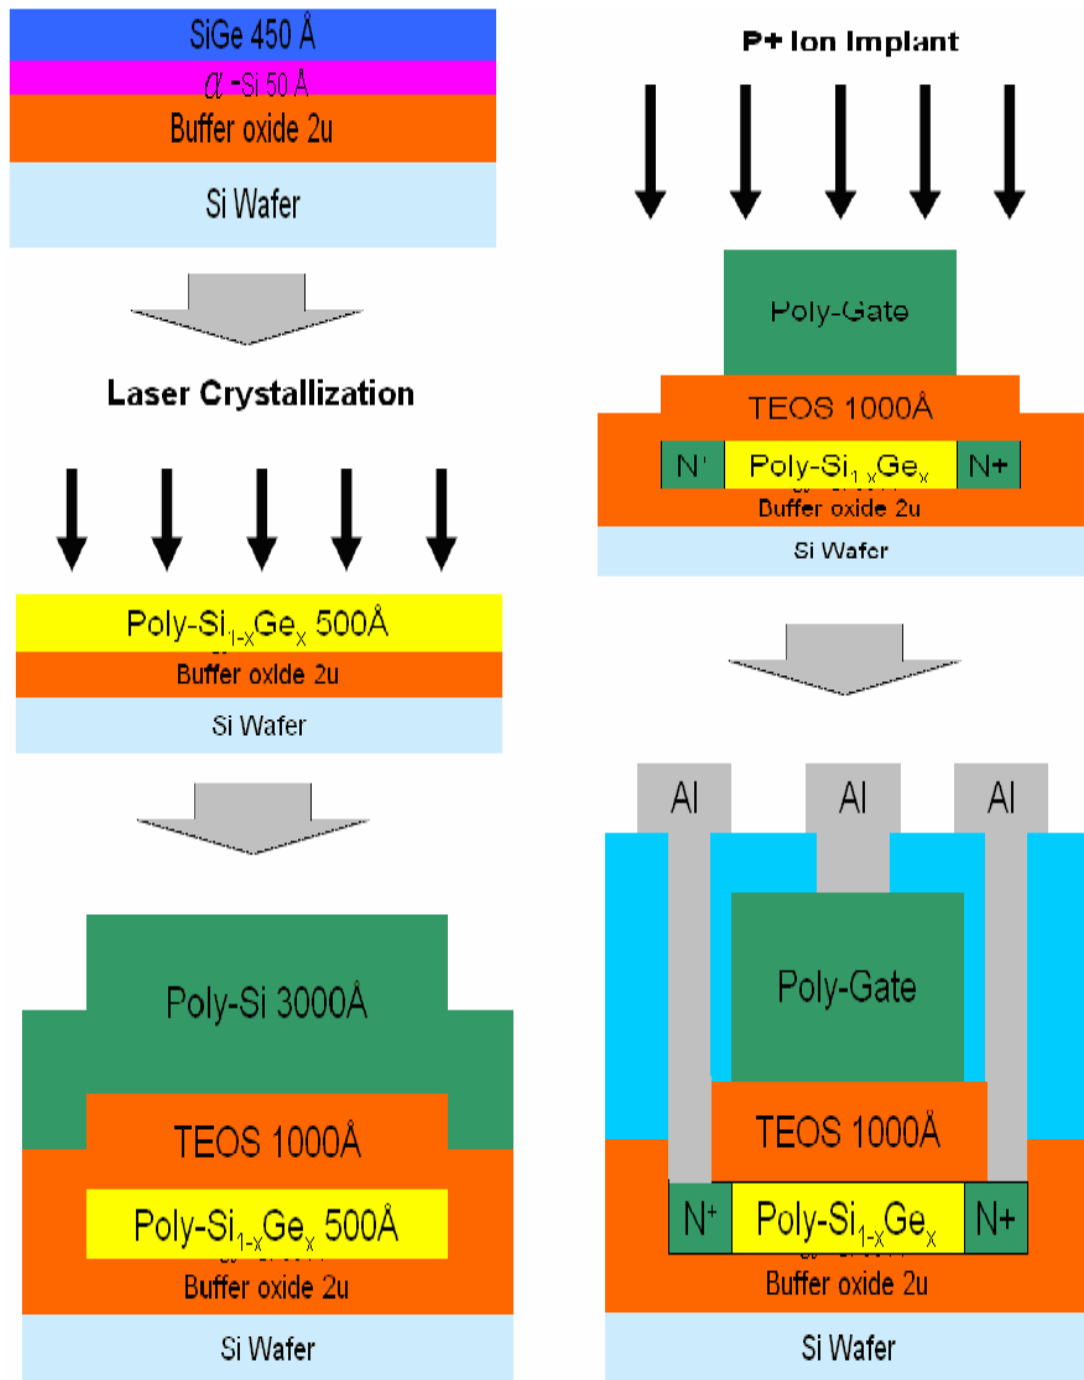 SiGe 450 Å
α -Si 50 Å
Buffer oxide 2u
Si Wafer
Laser Crystallization
Poly-Si1-xGex 500Å
Buffer oxide 2u
Si Wafer
Poly-Si 3000Å
TEOS 1000Å
Poly-Si1-xGex 500Å
Buffer oxide 2u
Si Wafer
P+ Ion Implant
Poly-Gate
TEOS 1000Å
N+ Poly-Si1-xGex N+
Buffer oxide 2u
Si Wafer
Al Al Al
Poly-Gate
TEOS 1000Å
N+ Poly-Si1-xGex N+
Buffer oxide 2u
Si Wafer